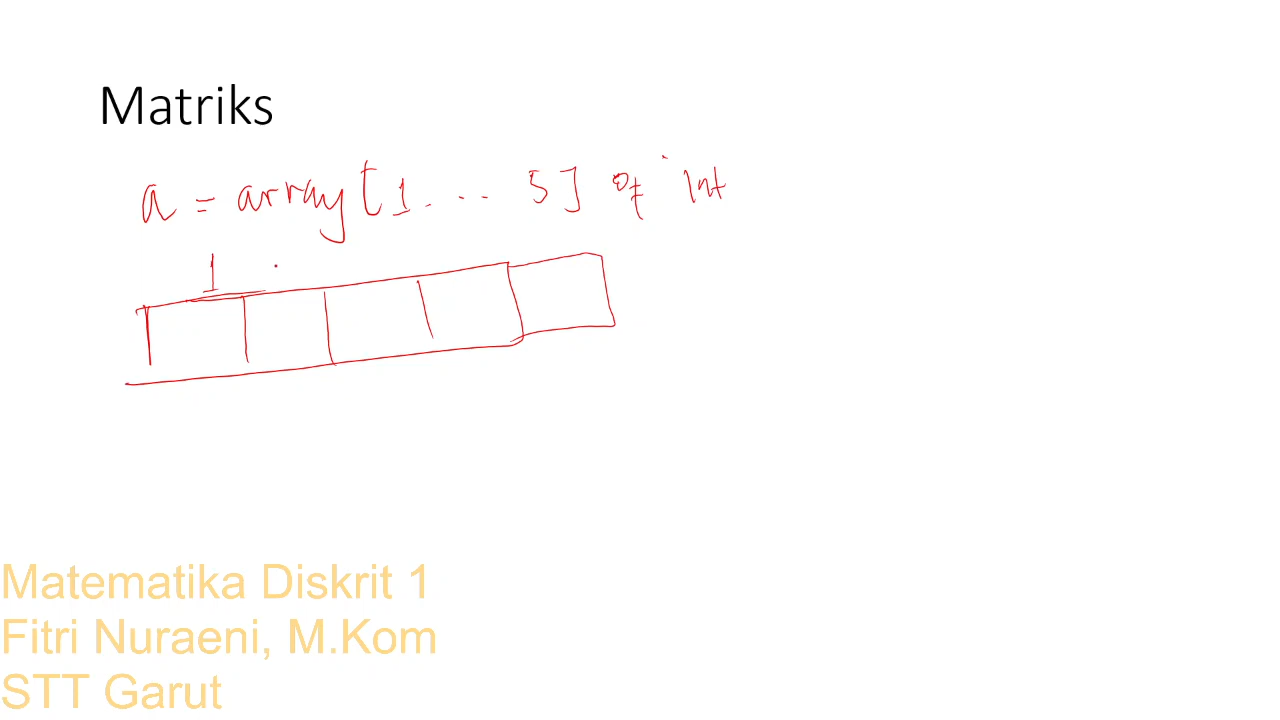 Matriks
a = array [1 ... 5] of int
1
Matematika Diskrit 1
Fitri Nuraeni, M.Kom
STT Garut